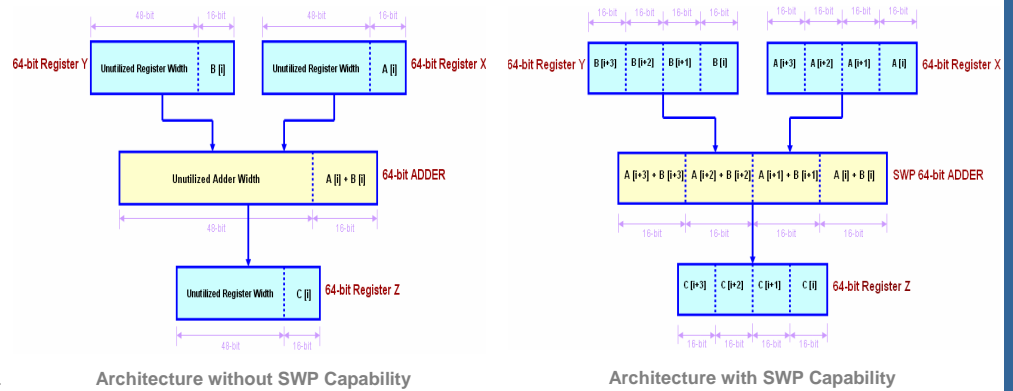 48-bit 16-bit 48-bit 16-bit
64-bit Register Y Unutilized Register Width B [i] Unutilized Register Width A [i] 64-bit Register X
Unutilized Adder Width A [i] + B [i] 64-bit ADDER
48-bit 16-bit
Unutilized Register Width C [i] 64-bit Register Z
48-bit 16-bit
Architecture without SWP Capability
16-bit 16-bit 16-bit 16-bit 16-bit 16-bit 16-bit 16-bit
64-bit Register Y B [i+3] B [i+2] B [i+1] B [i] A [i+3] A [i+2] A [i+1] A [i] 64-bit Register X
A [i+3] + B [i+3] A [i+2] + B [i+2] A [i+1] + B [i+1] A [i] + B [i] SWP 64-bit ADDER
16-bit 16-bit 16-bit 16-bit
C [i+3] C [i+2] C [i+1] C [i] 64-bit Register Z
16-bit 16-bit 16-bit 16-bit
Architecture with SWP Capability